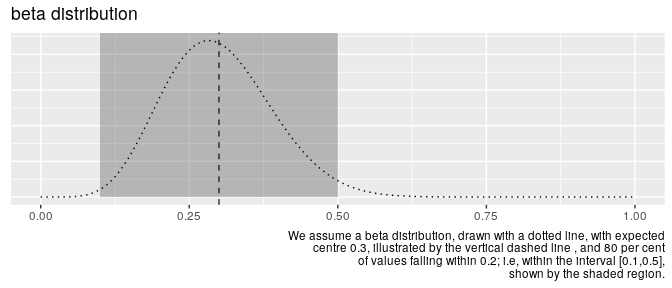 beta distribution
0.00 0.25 0.50 0.75 1.00
We assume a beta distribution, drawn with a dotted line, with expected
centre 0.3, illustrated by the vertical dashed line , and 80 per cent
of values falling within 0.2; i.e, within the interval [0.1,0.5],
shown by the shaded region.